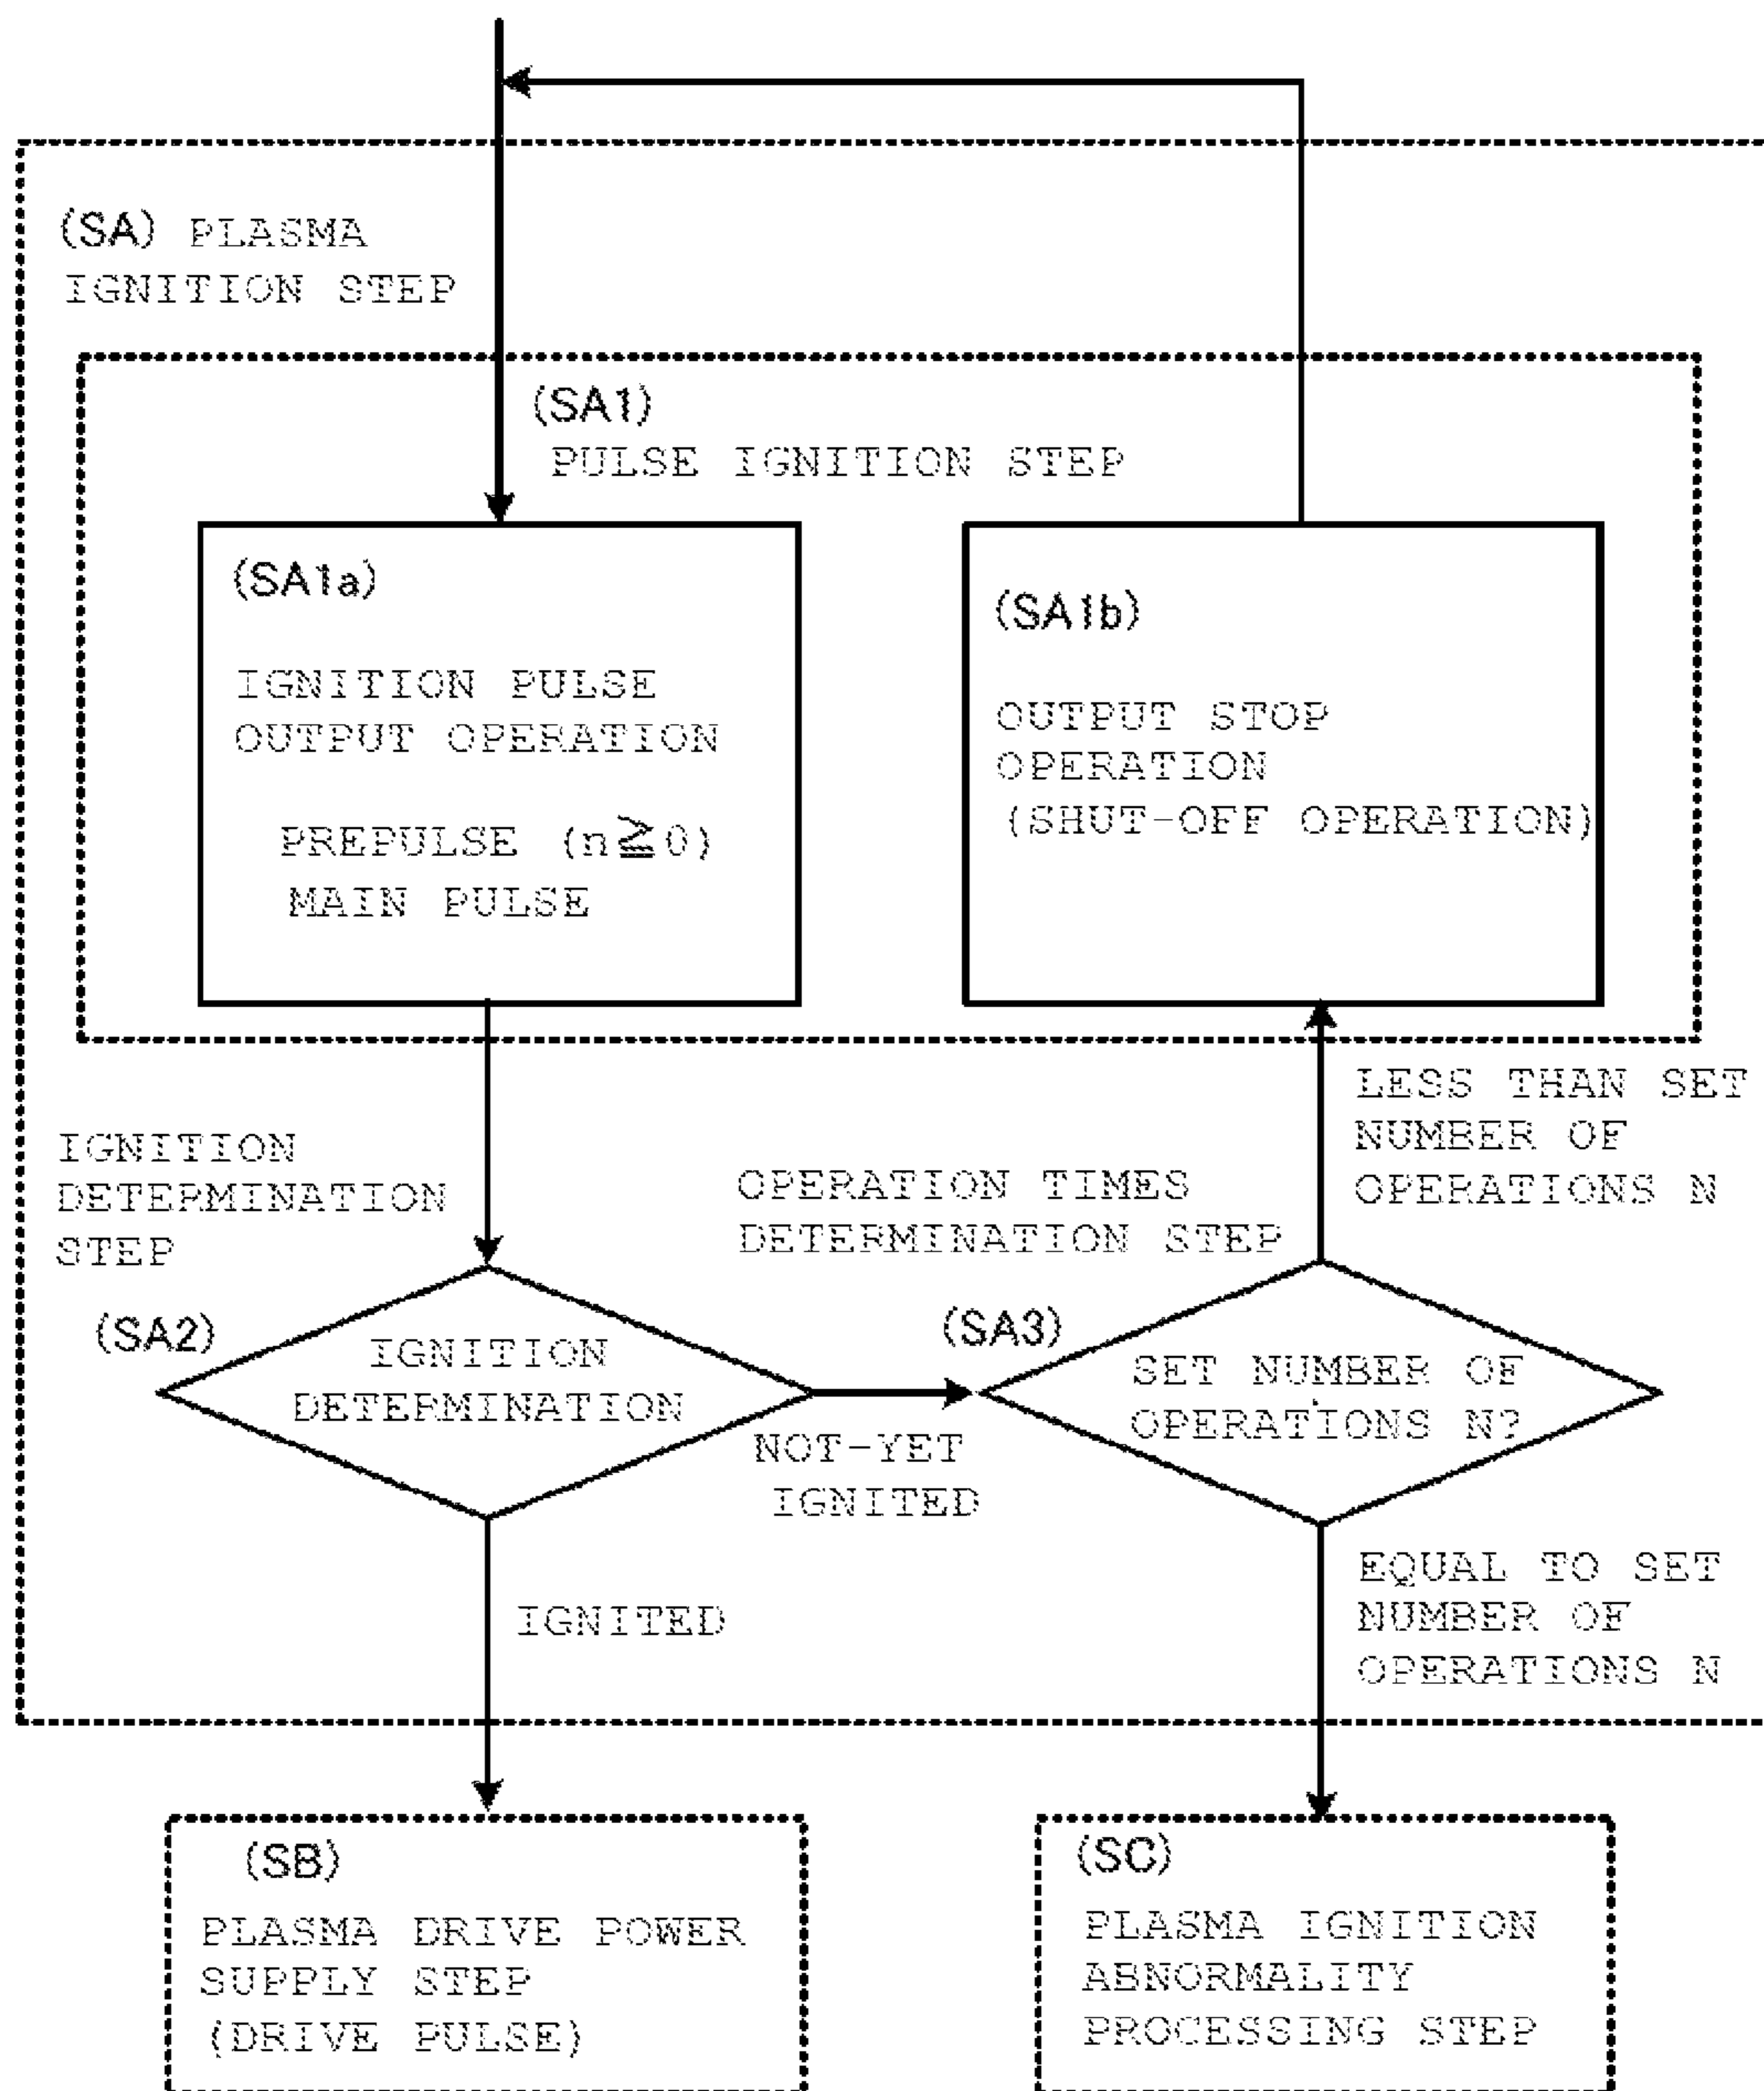 (SA) PLASMA
IGNITION STEP
(SA1)
PULSE IGNITION STEP
(SA1a)
IGNITION PULSE
OUTPUT OPERATION
PREPULSE (n≧0)
MAIN PULSE
(SA1b)
OUTPUT STOP
OPERATION
(SHUT-OFF OPERATION)
LESS THAN SET
NUMBER OF
OPERATIONS N
IGNITION
DETERMINATION
STEP
OPERATION TIMES
DETERMINATION STEP
(SA2)
IGNITION
DETERMINATION
(SA3)
SET NUMBER OF
OPERATIONS N?
NOT-YET
IGNITED
IGNITED
EQUAL TO SET
NUMBER OF
OPERATIONS N
(SB)
PLASMA DRIVE POWER
SUPPLY STEP
(DRIVE PULSE)
(SC)
PLASMA IGNITION
ABNORMALITY
PROCESSING STEP